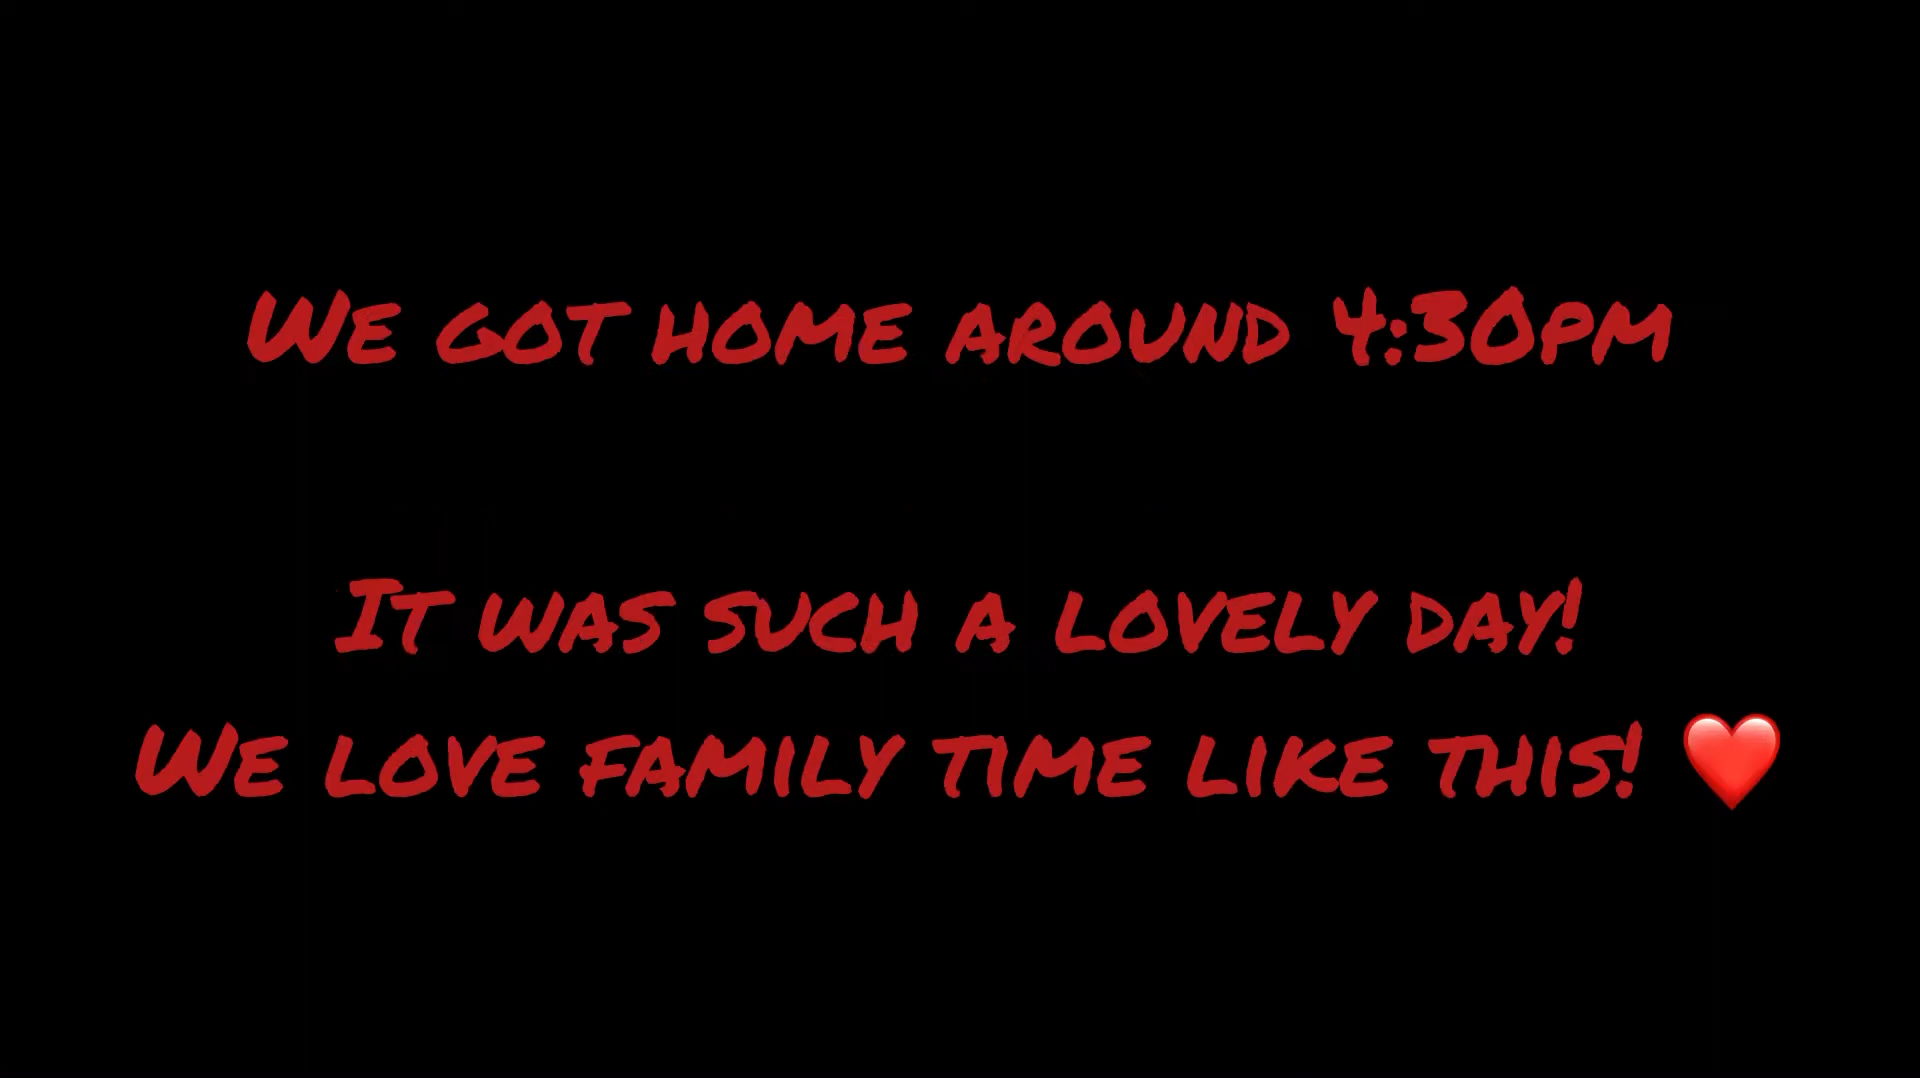 We got home around 4:30pm
It was such a lovely day!
We love family time like this! ❤️